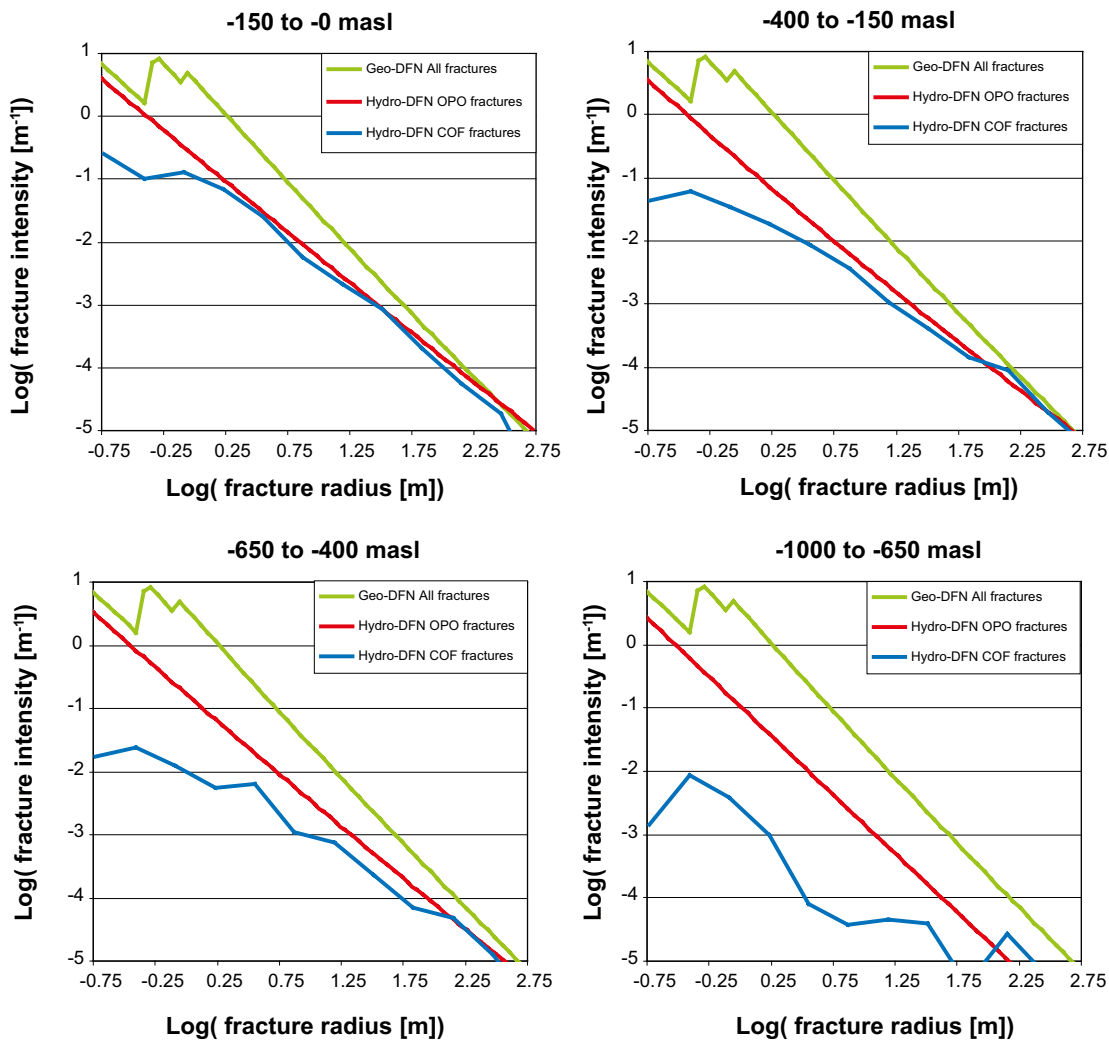 -150 to -0 masl
Log( fracture intensity [m⁻¹])
1
0
-1
-2
-3
-4
-5
Geo-DFN All fractures
Hydro-DFN OPO fractures
Hydro-DFN COF fractures
-0.75 -0.25 0.25 0.75 1.25 1.75 2.25 2.75
Log( fracture radius [m])
-400 to -150 masl
Log( fracture intensity [m⁻¹])
1
0
-1
-2
-3
-4
-5
Geo-DFN All fractures
Hydro-DFN OPO fractures
Hydro-DFN COF fractures
-0.75 -0.25 0.25 0.75 1.25 1.75 2.25 2.75
Log( fracture radius [m])
-650 to -400 masl
Log( fracture intensity [m⁻¹])
1
0
-1
-2
-3
-4
-5
Geo-DFN All fractures
Hydro-DFN OPO fractures
Hydro-DFN COF fractures
-0.75 -0.25 0.25 0.75 1.25 1.75 2.25 2.75
Log( fracture radius [m])
-1000 to -650 masl
Log( fracture intensity [m⁻¹])
1
0
-1
-2
-3
-4
-5
Geo-DFN All fractures
Hydro-DFN OPO fractures
Hydro-DFN COF fractures
-0.75 -0.25 0.25 0.75 1.25 1.75 2.25 2.75
Log( fracture radius [m])